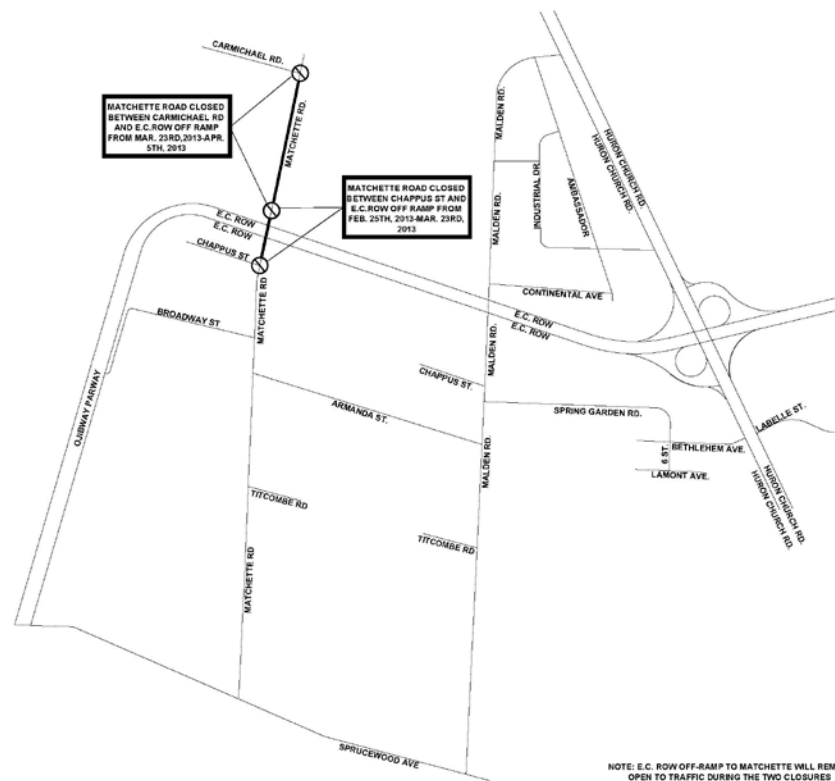 CARMICHAEL RD.
MATCHETTE RD.
MATCHETTE ROAD CLOSED
BETWEEN CARMICHAEL RD
AND E.C.ROW OFF RAMP
FROM MAR. 23RD,2013-APR.
5TH, 2013
MATCHETTE ROAD CLOSED
BETWEEN CHAPPUS ST AND
E.C.ROW OFF RAMP FROM
FEB. 25TH, 2013-MAR. 23RD,
2013
MALDEN RD.
INDUSTRIAL DR.
AMBASSADOR
HURON CHURCH RD.
HURON CHURCH RD.
MALDEN RD.
E.C. ROW
E.C. ROW
CHAPPUS ST
MATCHETTE RD
BROADWAY ST
CONTINENTAL AVE
E.C. ROW
E.C. ROW
MALDEN RD.
CHAPPUS ST.
OJIBWAY PARWAY
ARMANDA ST.
SPRING GARDEN RD.
LABELLE ST.
MALDEN RD.
6 ST.
BETHLEHEM AVE.
LAMONT AVE.
HURON CHURCH RD.
HURON CHURCH RD.
TITCOMBE RD
TITCOMBE RD
MATCHETTE RD
SPRUCEWOOD AVE
NOTE: E.C. ROW OFF-RAMP TO MATCHETTE WILL REM
OPEN TO TRAFFIC DURING THE TWO CLOSURES